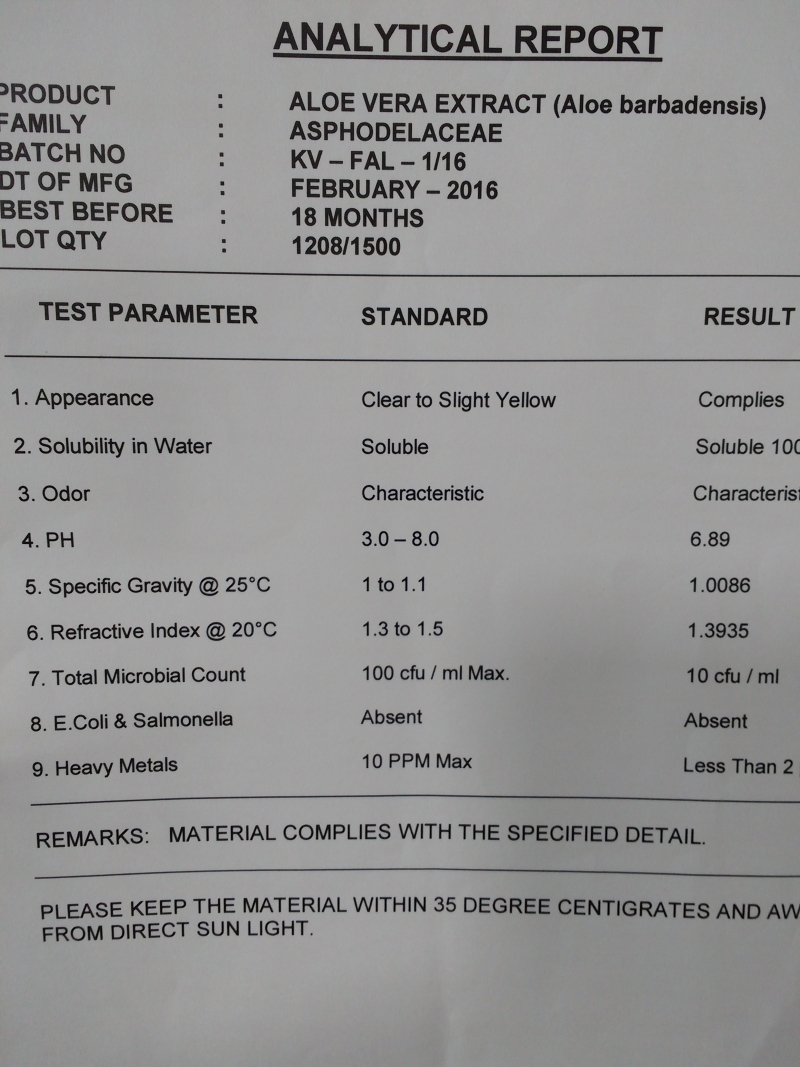 ANALYTICAL REPORT
PRODUCT : ALOE VERA EXTRACT (Aloe barbadensis)
FAMILY : ASPHODELACEAE
BATCH NO : KV – FAL – 1/16
DT OF MFG : FEBRUARY – 2016
BEST BEFORE : 18 MONTHS
LOT QTY : 1208/1500
TEST PARAMETER STANDARD RESULT
1. Appearance Clear to Slight Yellow Complies
2. Solubility in Water Soluble Soluble 100
3. Odor Characteristic Characterist
4. PH 3.0 – 8.0 6.89
5. Specific Gravity @ 25°C 1 to 1.1 1.0086
6. Refractive Index @ 20°C 1.3 to 1.5 1.3935
7. Total Microbial Count 100 cfu / ml Max. 10 cfu / ml
8. E.Coli & Salmonella Absent Absent
9. Heavy Metals 10 PPM Max Less Than 2
REMARKS: MATERIAL COMPLIES WITH THE SPECIFIED DETAIL.
PLEASE KEEP THE MATERIAL WITHIN 35 DEGREE CENTIGRATES AND AW
FROM DIRECT SUN LIGHT.